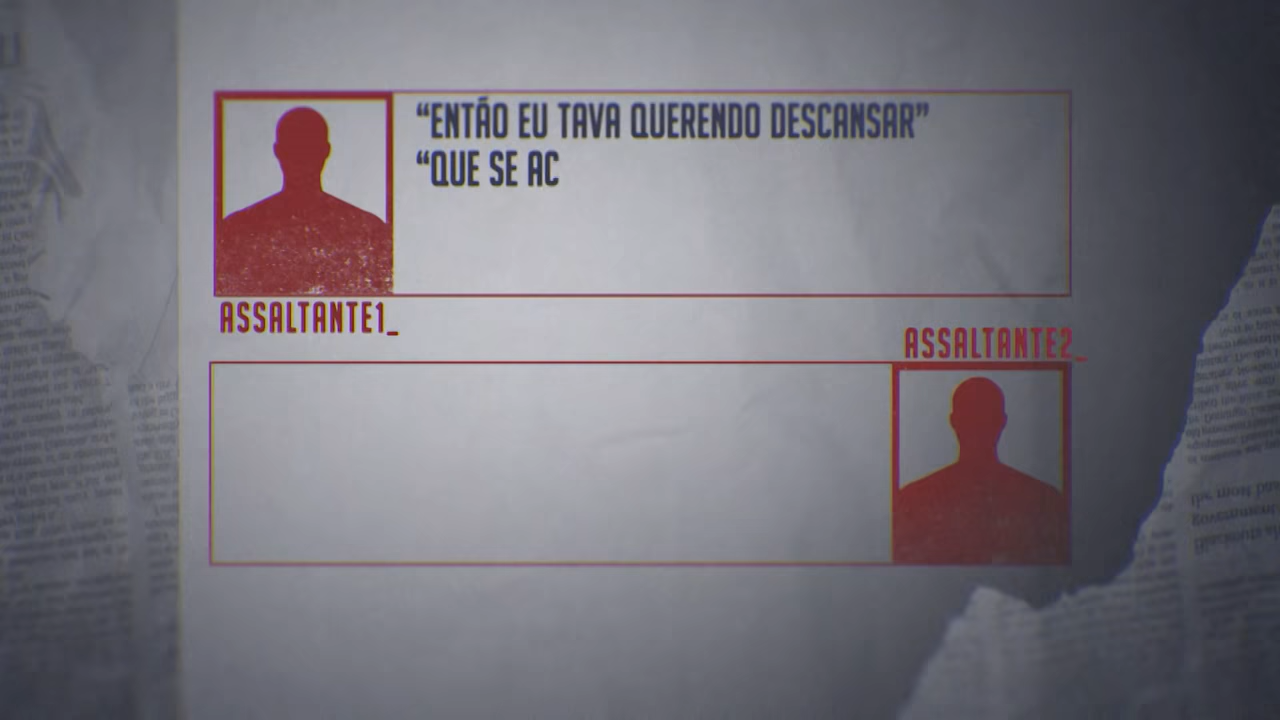 “ENTÃO EU TAVA QUERENDO DESCANSAR”
“QUE SE AC
ASSALTANTE1_
ASSALTANTE2_